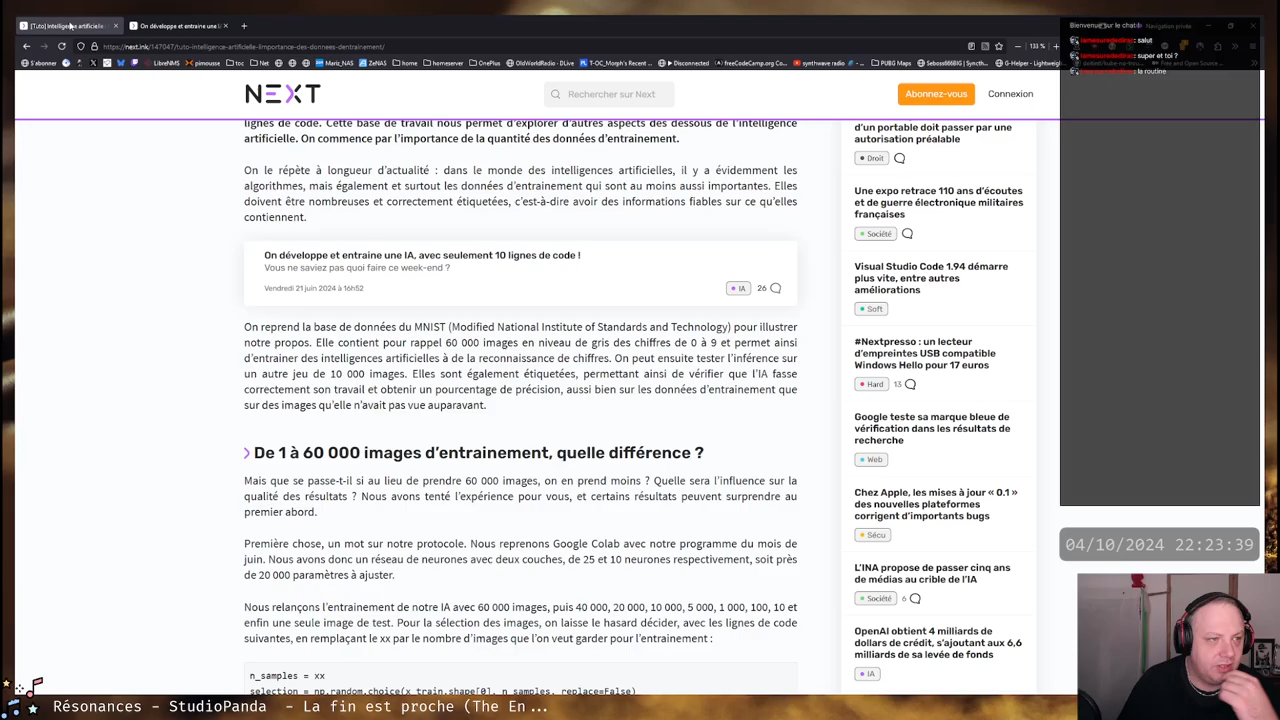 [Tuto] Intelligence artificielle
On développe et entraine une I
https://next.ink/147047/tuto-intelligence-artificielle-limportance-des-donnees-dentrainement/
133 %
S'abonner
LibreNMS
pimousse
toc
Mariz_NAS
EmuNations
CPlusOlus
OldWorldRadio - Live
T-OC_Morph's Recent ...
Disconnected
freeCodeCamp.org
synthwave radio
Sebass66661 (Syncth...
G-Helper - Lightweigh...
Bienvenue sur le chat !
Navigation privée
salut
super et toi ?
la routine
NEXT
Rechercher sur Next
Abonnez-vous
Connexion
lignes de code. Cette base de travail nous permet d'explorer d'autres aspects des dessous de l'intelligence
artificielle. On commence par l'importance de la quantité des données d'entrainement.
On le répète à longueur d'actualité : dans le monde des intelligences artificielles, il y a évidemment les
algorithmes, mais également et surtout les données d'entrainement qui sont au moins aussi importantes. Elles
doivent être nombreuses et correctement étiquetées, c'est-à-dire avoir des informations fiables sur ce qu'elles
contiennent.
On développe et entraine une IA, avec seulement 10 lignes de code !
Vous ne saviez pas quoi faire ce week-end ?
Vendredi 21 juin 2024 à 16h52
IA
26
On reprend la base de données du MNIST (Modified National Institute of Standards and Technology) pour illustrer
notre propos. Elle contient pour rappel 60 000 images en niveau de gris des chiffres de 0 à 9 et permet ainsi
d'entrainer des intelligences artificielles à de la reconnaissance de chiffres. On peut ensuite tester l'inférence sur
un autre jeu de 10 000 images. Elles sont également étiquetées, permettant ainsi de vérifier que l'IA fasse
correctement son travail et obtenir un pourcentage de précision, aussi bien sur les données d'entrainement que
sur des images qu'elle n'avait pas vue auparavant.
De 1 à 60 000 images d'entrainement, quelle différence ?
Mais que se passe-t-il si au lieu de prendre 60 000 images, on en prend moins ? Quelle sera l'influence sur la
qualité des résultats ? Nous avons tenté l'expérience pour vous, et certains résultats peuvent surprendre au
premier abord.
Première chose, un mot sur notre protocole. Nous reprenons Google Colab avec notre programme du mois de
juin. Nous avons donc un réseau de neurones avec deux couches, de 25 et 10 neurones respectivement, soit près
de 20 000 paramètres à ajuster.
Nous relançons l'entrainement de notre IA avec 60 000 images, puis 40 000, 20 000, 10 000, 5 000, 1 000, 100, 10 et
enfin une seule image de test. Pour la sélection des images, on laisse le hasard décider, avec les lignes de code
suivantes, en remplaçant le xx par le nombre d'images que l'on veut garder pour l'entrainement :
n_samples = xx
selection = np.random.choice(x_train.shape[0], n_samples, replace=False)
d'un portable doit passer par une
autorisation préalable
Droit
Une expo retrace 110 ans d'écoutes
et de guerre électronique militaires
françaises
Société
Visual Studio Code 1.94 démarre
plus vite, entre autres
améliorations
Soft
#Nextpresso : un lecteur
d'empreintes USB compatible
Windows Hello pour 17 euros
Hard
13
Google teste sa marque bleue de
vérification dans les résultats de
recherche
Web
Chez Apple, les mises à jour « 0.1 »
des nouvelles plateformes
corrigent d'importants bugs
Sécu
L'INA propose de passer cinq ans
de médias au crible de l'IA
Société
6
OpenAI obtient 4 milliards de
dollars de crédit, s'ajoutant aux 6,6
milliards de sa levée de fonds
IA
04/10/2024 22:23:39
Résonances - StudioPanda - La fin est proche (The En...